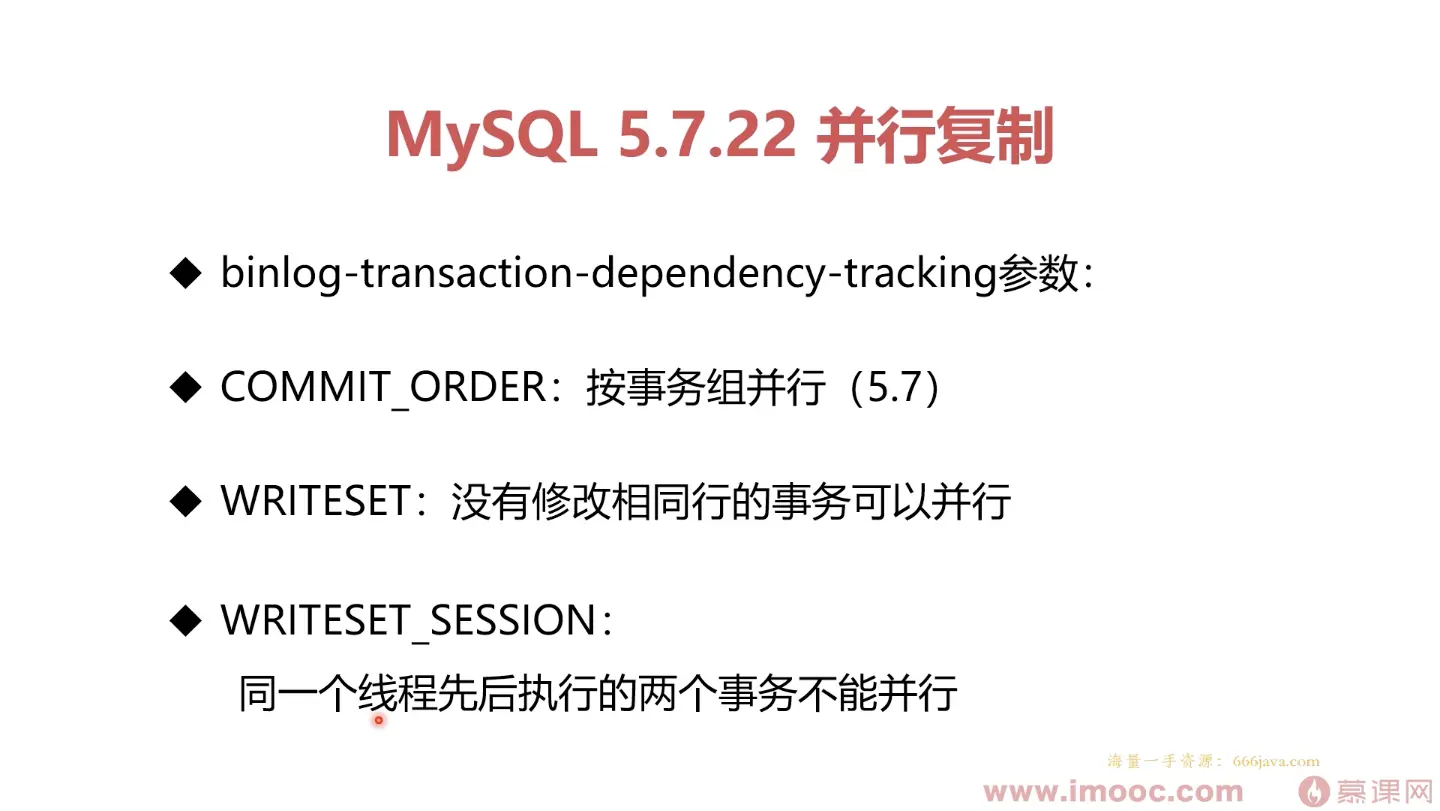 MySQL 5.7.22 并行复制
◆ binlog-transaction-dependency-tracking参数：
◆ COMMIT_ORDER：按事务组并行（5.7）
◆ WRITESET：没有修改相同行的事务可以并行
◆ WRITESET_SESSION：
同一个线程先后执行的两个事务不能并行
海量一手资源：666java.com
www.imooc.com 慕课网